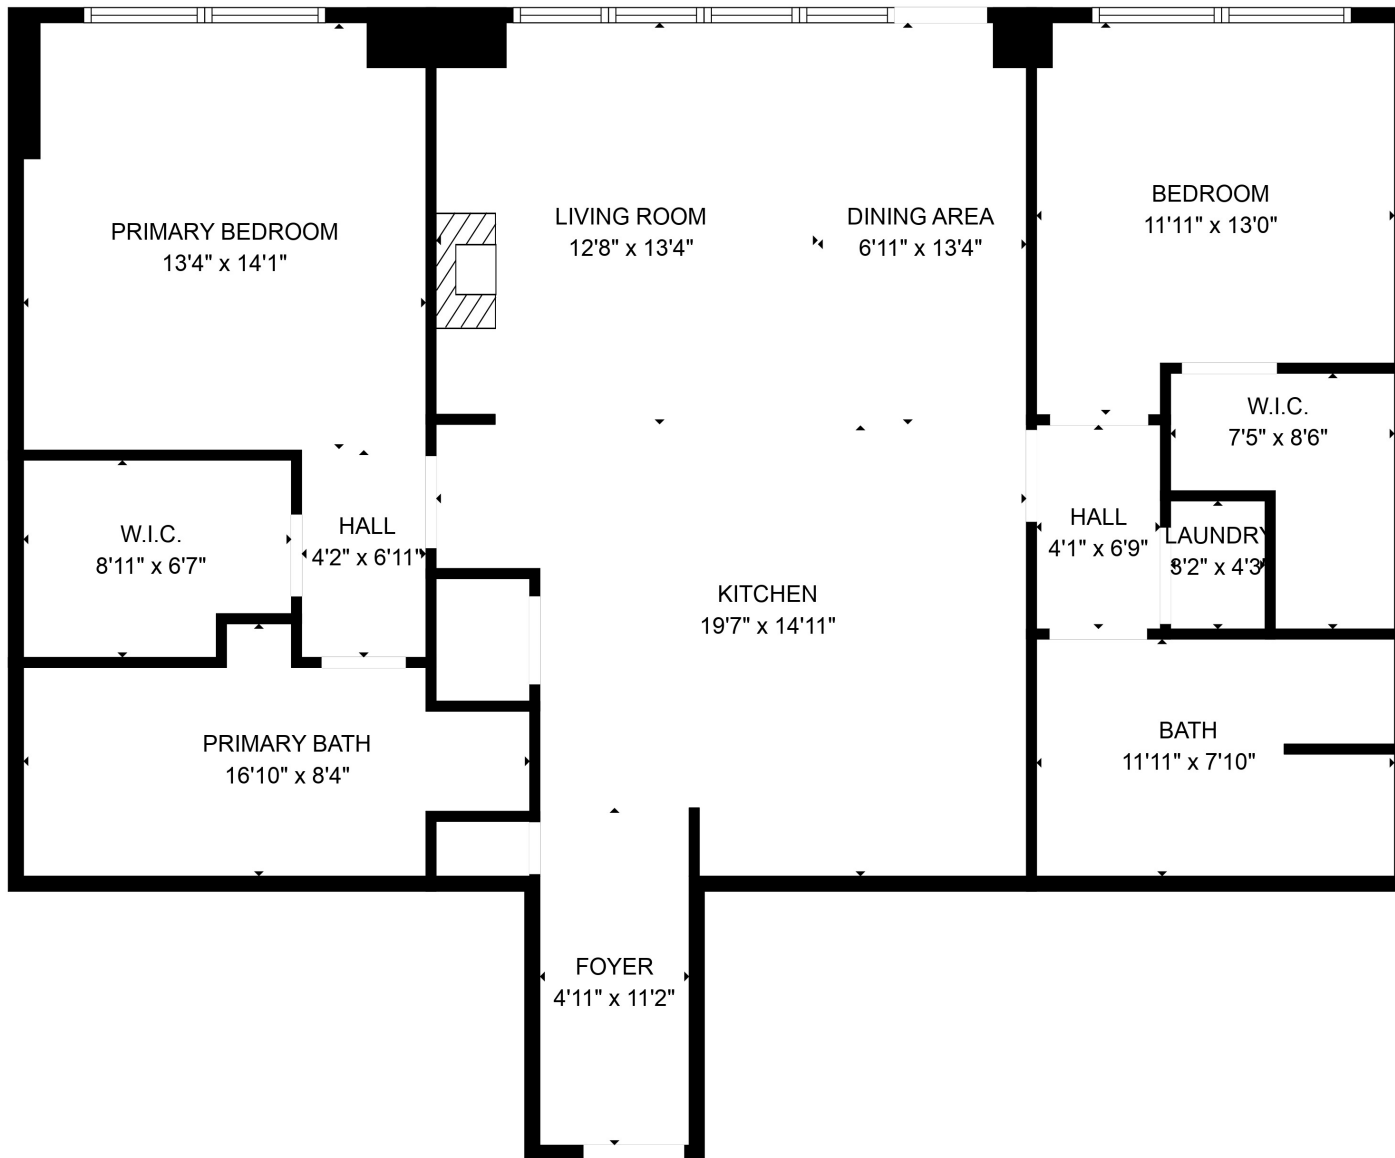 PRIMARY BEDROOM
13'4" x 14'1"
LIVING ROOM
12'8" x 13'4"
DINING AREA
6'11" x 13'4"
BEDROOM
11'11" x 13'0"
W.I.C.
7'5" x 8'6"
W.I.C.
8'11" x 6'7"
HALL
4'2" x 6'11"
HALL
4'1" x 6'9"
LAUNDRY
3'2" x 4'3"
KITCHEN
19'7" x 14'11"
PRIMARY BATH
16'10" x 8'4"
BATH
11'11" x 7'10"
FOYER
4'11" x 11'2"